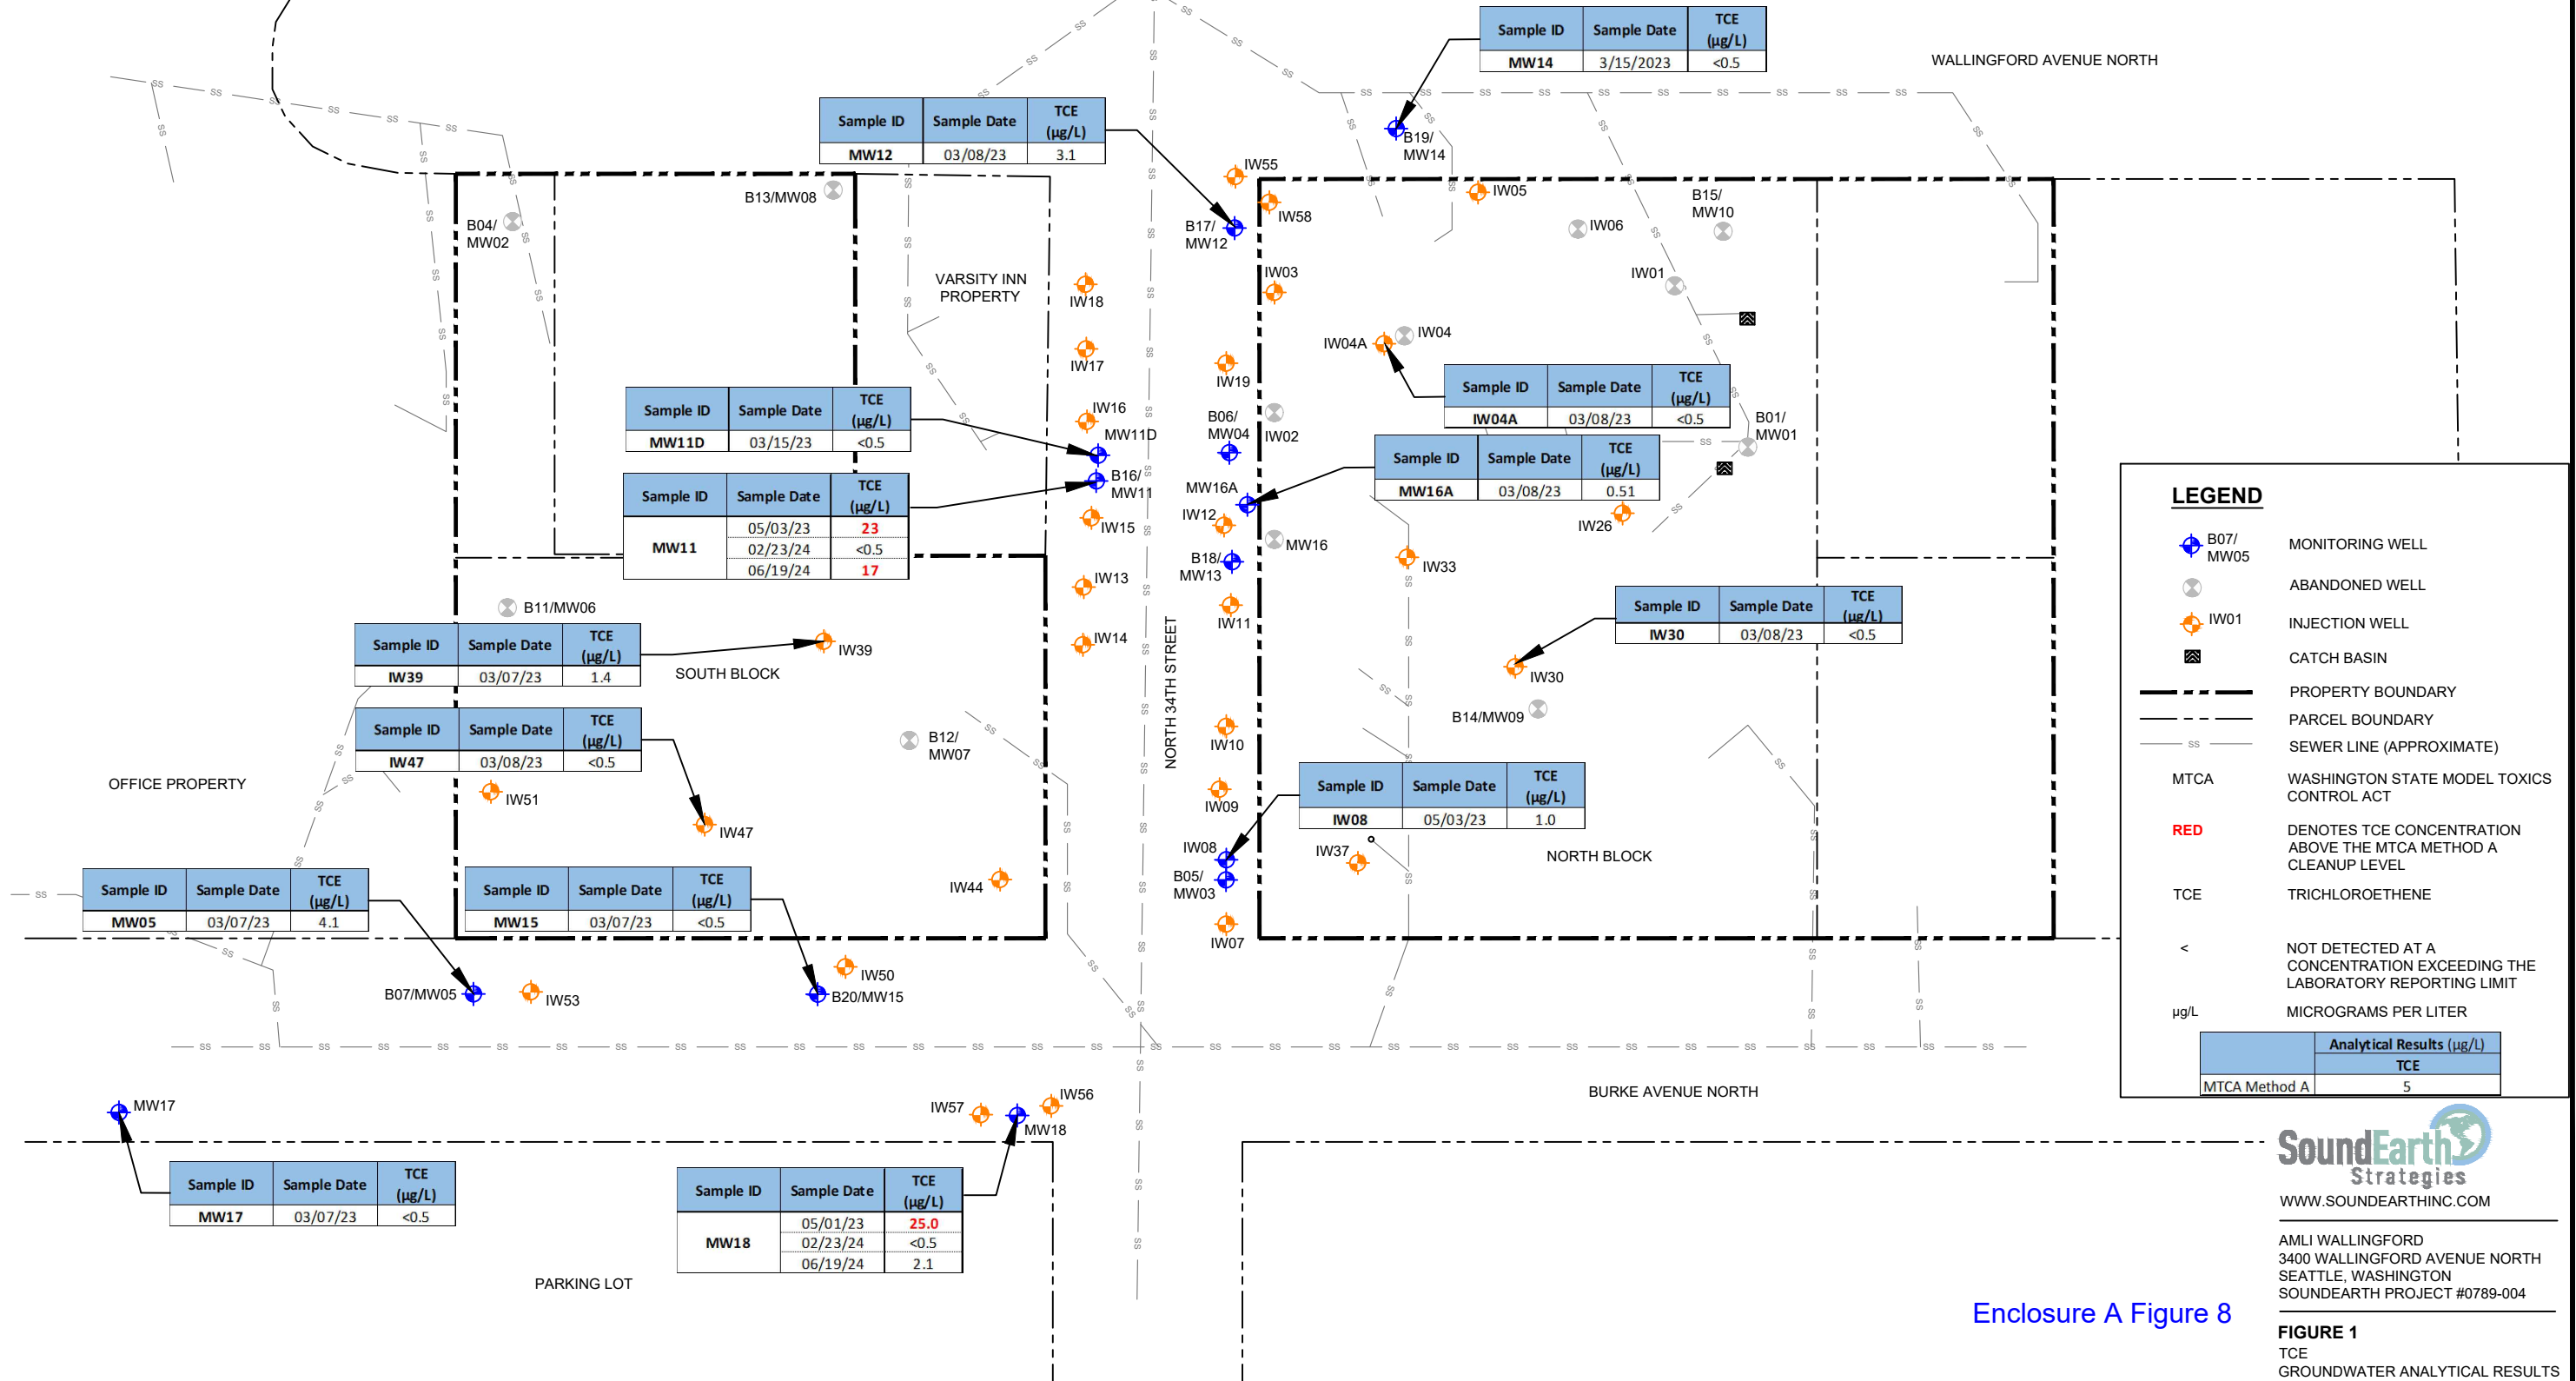 WALLINGFORD AVENUE NORTH
Sample ID Sample Date TCE (µg/L)
MW14 3/15/2023 <0.5
B19/
MW14
Sample ID Sample Date TCE (µg/L)
MW12 03/08/23 3.1
B13/MW08
B04/
MW02
IW55
IW58
B17/
MW12
IW05
IW06
B15/
MW10
IW01
IW03
VARSITY INN
PROPERTY
IW18
IW17
IW19
IW04A
IW04
Sample ID Sample Date TCE (µg/L)
IW04A 03/08/23 <0.5
Sample ID Sample Date TCE (µg/L)
MW11D 03/15/23 <0.5
IW16
MW11D
B16/
MW11
B06/
MW04
IW02
B01/
MW01
Sample ID Sample Date TCE (µg/L)
MW16A 03/08/23 0.51
Sample ID Sample Date TCE (µg/L)
MW11
05/03/23 23
02/23/24 <0.5
06/19/24 17
MW16A
IW12
IW15
MW16
IW26
B18/
MW13
IW33
IW13
IW11
IW14
B11/MW06
Sample ID Sample Date TCE (µg/L)
IW39 03/07/23 1.4
IW39
SOUTH BLOCK
NORTH 34TH STREET
Sample ID Sample Date TCE (µg/L)
IW30 03/08/23 <0.5
IW30
B14/MW09
Sample ID Sample Date TCE (µg/L)
IW47 03/08/23 <0.5
B12/
MW07
IW10
IW09
OFFICE PROPERTY
IW51
IW47
Sample ID Sample Date TCE (µg/L)
IW08 05/03/23 1.0
IW08
B05/
MW03
IW37
NORTH BLOCK
IW44
IW07
Sample ID Sample Date TCE (µg/L)
MW05 03/07/23 4.1
Sample ID Sample Date TCE (µg/L)
MW15 03/07/23 <0.5
B07/MW05
IW53
IW50
B20/MW15
BURKE AVENUE NORTH
MW17
IW57
IW56
MW18
Sample ID Sample Date TCE (µg/L)
MW17 03/07/23 <0.5
Sample ID Sample Date TCE (µg/L)
MW18
05/01/23 25.0
02/23/24 <0.5
06/19/24 2.1
PARKING LOT
LEGEND
B07/
MW05
MONITORING WELL
ABANDONED WELL
IW01 INJECTION WELL
CATCH BASIN
PROPERTY BOUNDARY
PARCEL BOUNDARY
SS SEWER LINE (APPROXIMATE)
MTCA WASHINGTON STATE MODEL TOXICS
CONTROL ACT
RED DENOTES TCE CONCENTRATION
ABOVE THE MTCA METHOD A
CLEANUP LEVEL
TCE TRICHLOROETHENE
< NOT DETECTED AT A
CONCENTRATION EXCEEDING THE
LABORATORY REPORTING LIMIT
µg/L MICROGRAMS PER LITER
Analytical Results (µg/L)
TCE
MTCA Method A 5
SoundEarth
Strategies
WWW.SOUNDEARTHINC.COM
AMLI WALLINGFORD
3400 WALLINGFORD AVENUE NORTH
SEATTLE, WASHINGTON
SOUNDEARTH PROJECT #0789-004
Enclosure A Figure 8
FIGURE 1
TCE
GROUNDWATER ANALYTICAL RESULTS